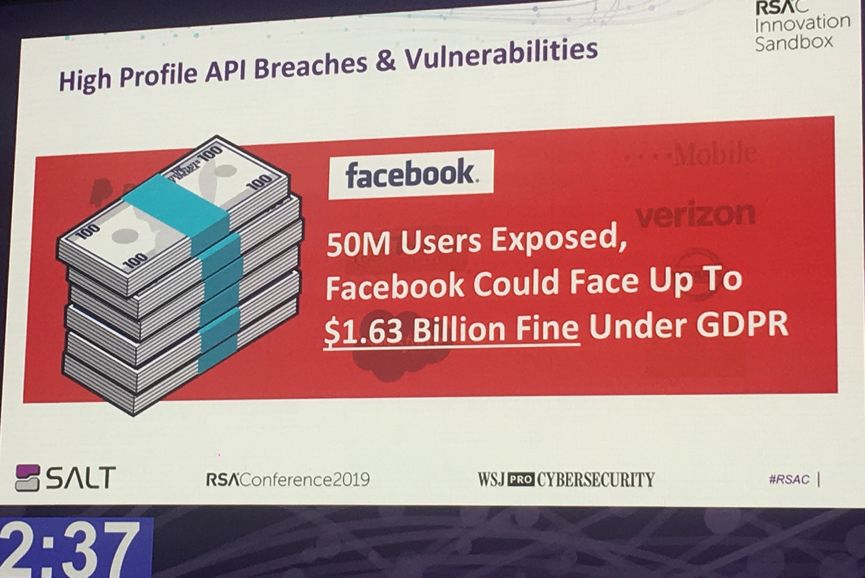 RSAC
Innovation
Sandbox
High Profile API Breaches & Vulnerabilities
100
100
100
100
facebook.
Mobile
verizon
50M Users Exposed,
Facebook Could Face Up To
$1.63 Billion Fine Under GDPR
SALT
RSAConference2019
WSJ PRO CYBERSECURITY
#RSAC |
2:37